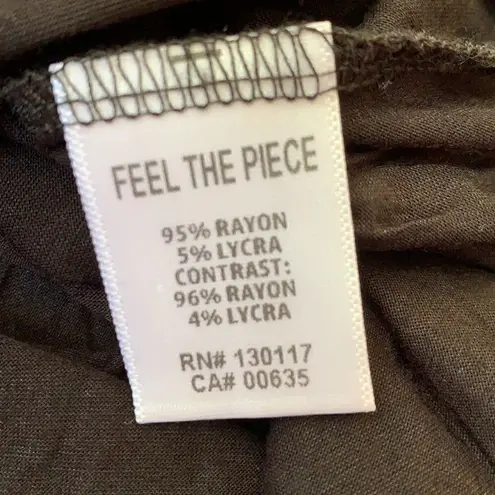 FEEL THE PIECE
95% RAYON
5% LYCRA
CONTRAST:
96% RAYON
4% LYCRA
RN# 130117
CA# 00635